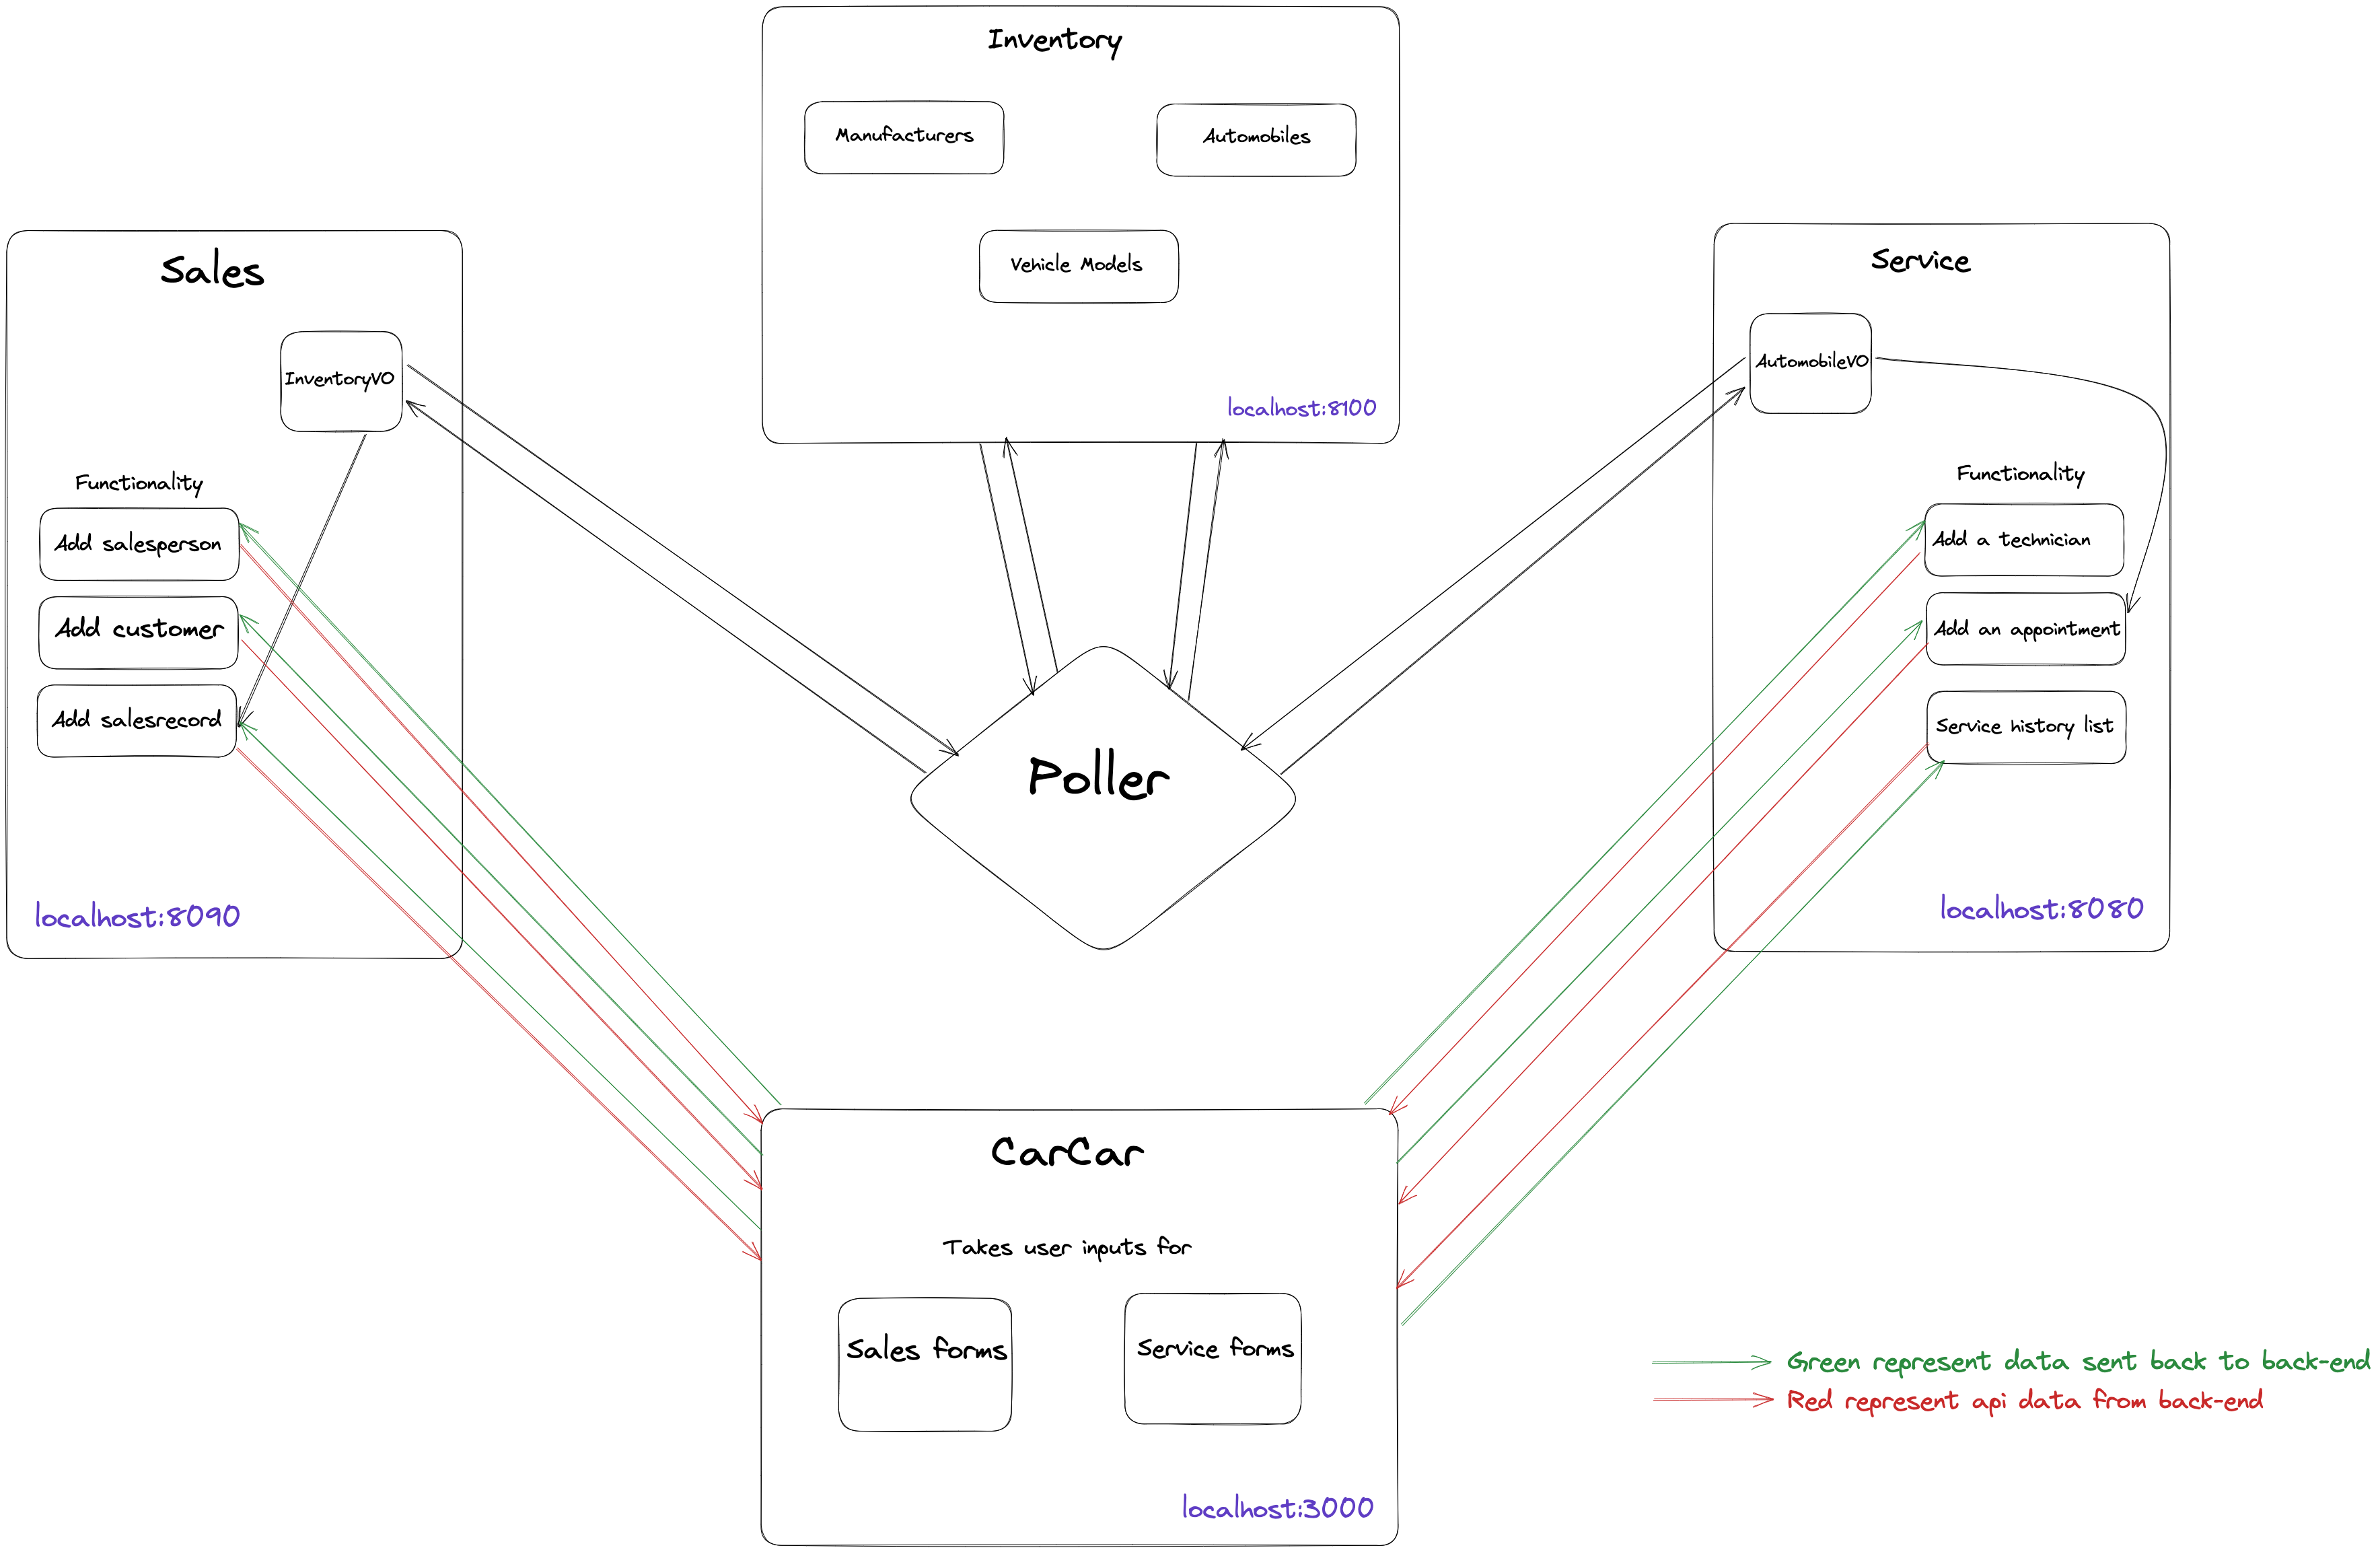 Inventory
Manufacturers
Automobiles
Vehicle Models
localhost:8100
Sales
InventoryVO
Functionality
Add salesperson
Add customer
Add salesrecord
localhost:8090
Service
AutomobileVO
Functionality
Add a technician
Add an appointment
Service history list
localhost:8080
Poller
CarCar
Takes user inputs for
Sales forms
Service forms
localhost:3000
Green represent data sent back to back-end
Red represent api data from back-end